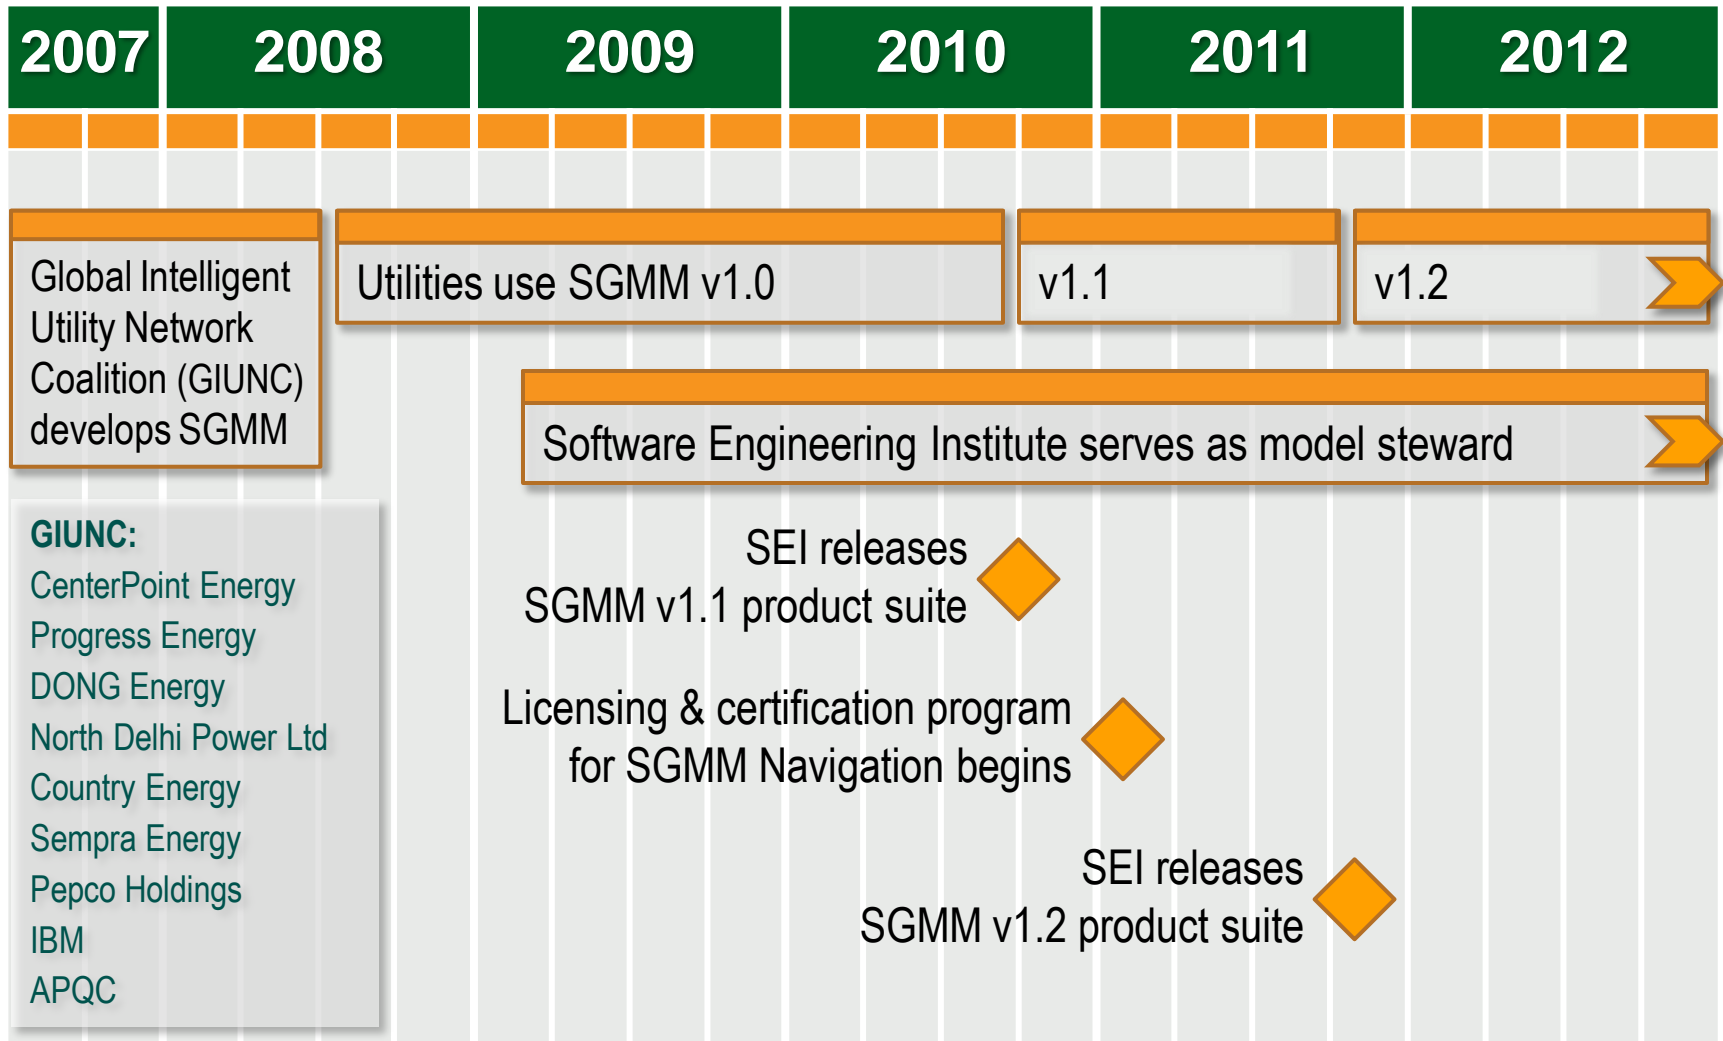 2007 2008 2009 2010 2011 2012
Global Intelligent
Utility Network
Coalition (GIUNC)
develops SGMM
Utilities use SGMM v1.0
v1.1
v1.2
Software Engineering Institute serves as model steward
GIUNC:
CenterPoint Energy
Progress Energy
DONG Energy
North Delhi Power Ltd
Country Energy
Sempra Energy
Pepco Holdings
IBM
APQC
SEI releases
SGMM v1.1 product suite
Licensing & certification program
for SGMM Navigation begins
SEI releases
SGMM v1.2 product suite